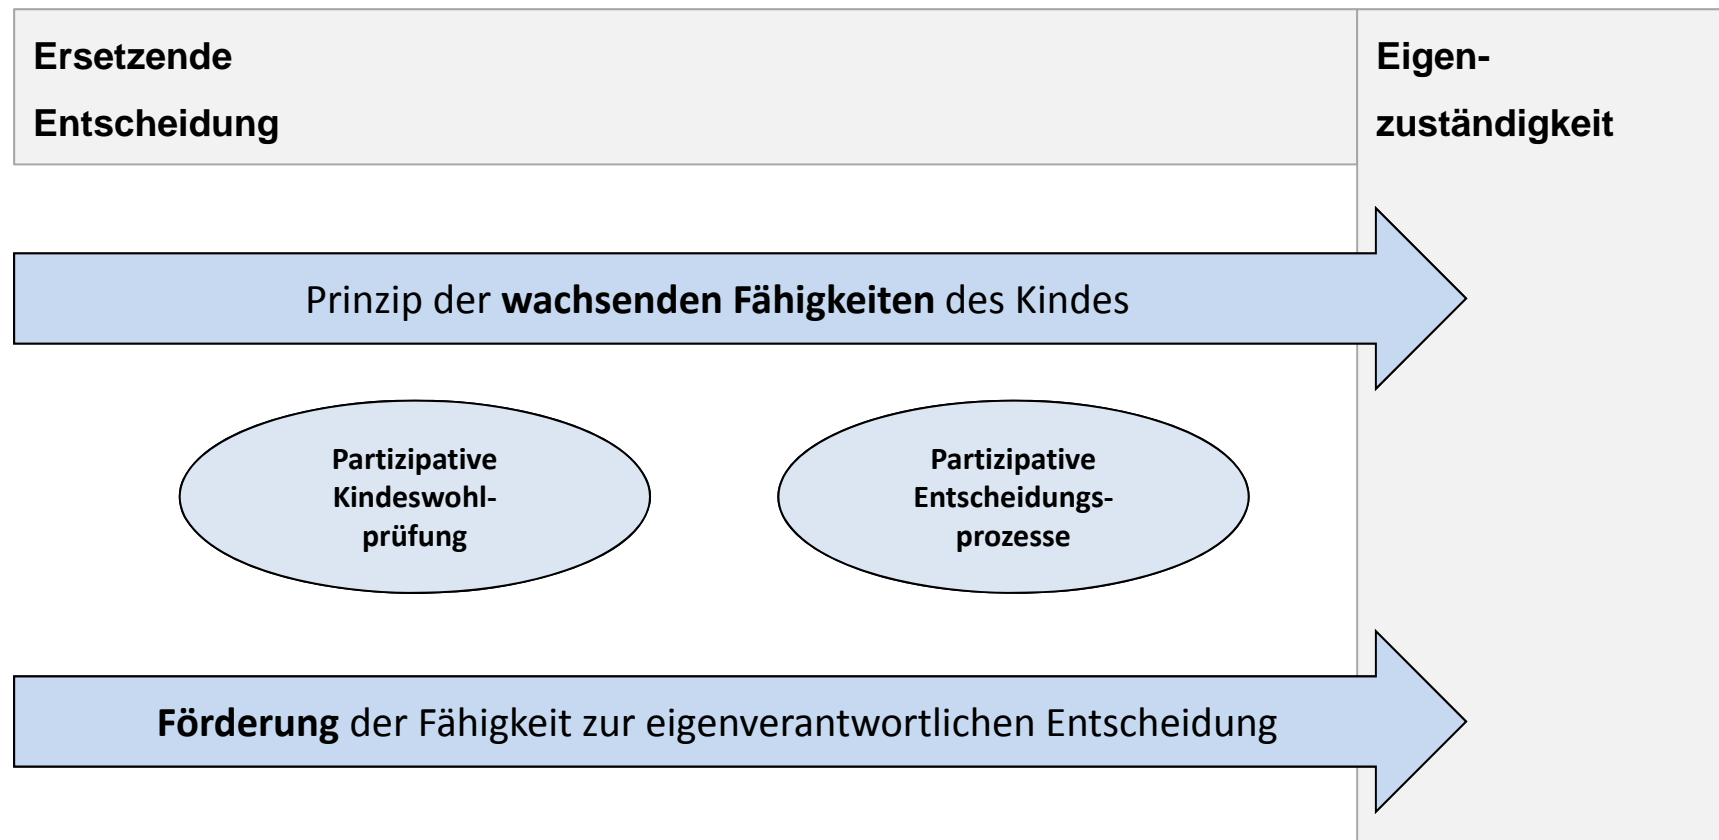 Ersetzende
Entscheidung
Eigen-
zuständigkeit
Prinzip der wachsenden Fähigkeiten des Kindes
Partizipative
Kindeswohl-
prüfung
Partizipative
Entscheidungs-
prozesse
Förderung der Fähigkeit zur eigenverantwortlichen Entscheidung